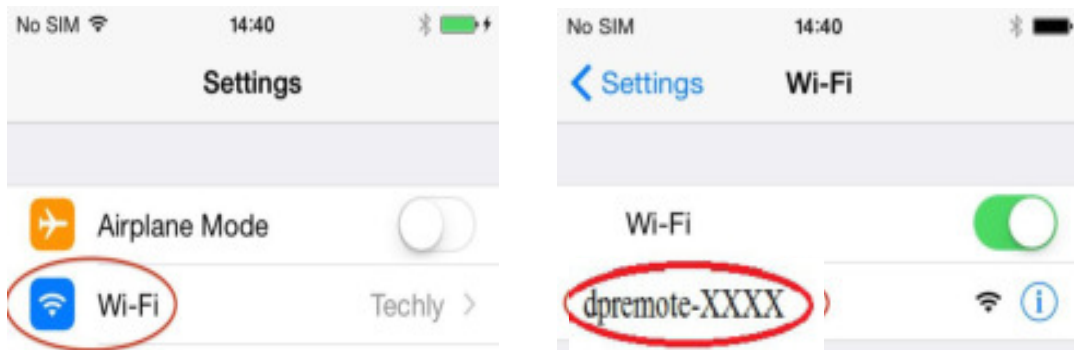 No SIM 14:40
Settings
Airplane Mode
Wi-Fi Techly
No SIM 14:40
Settings Wi-Fi
Wi-Fi
dpremote-XXXX